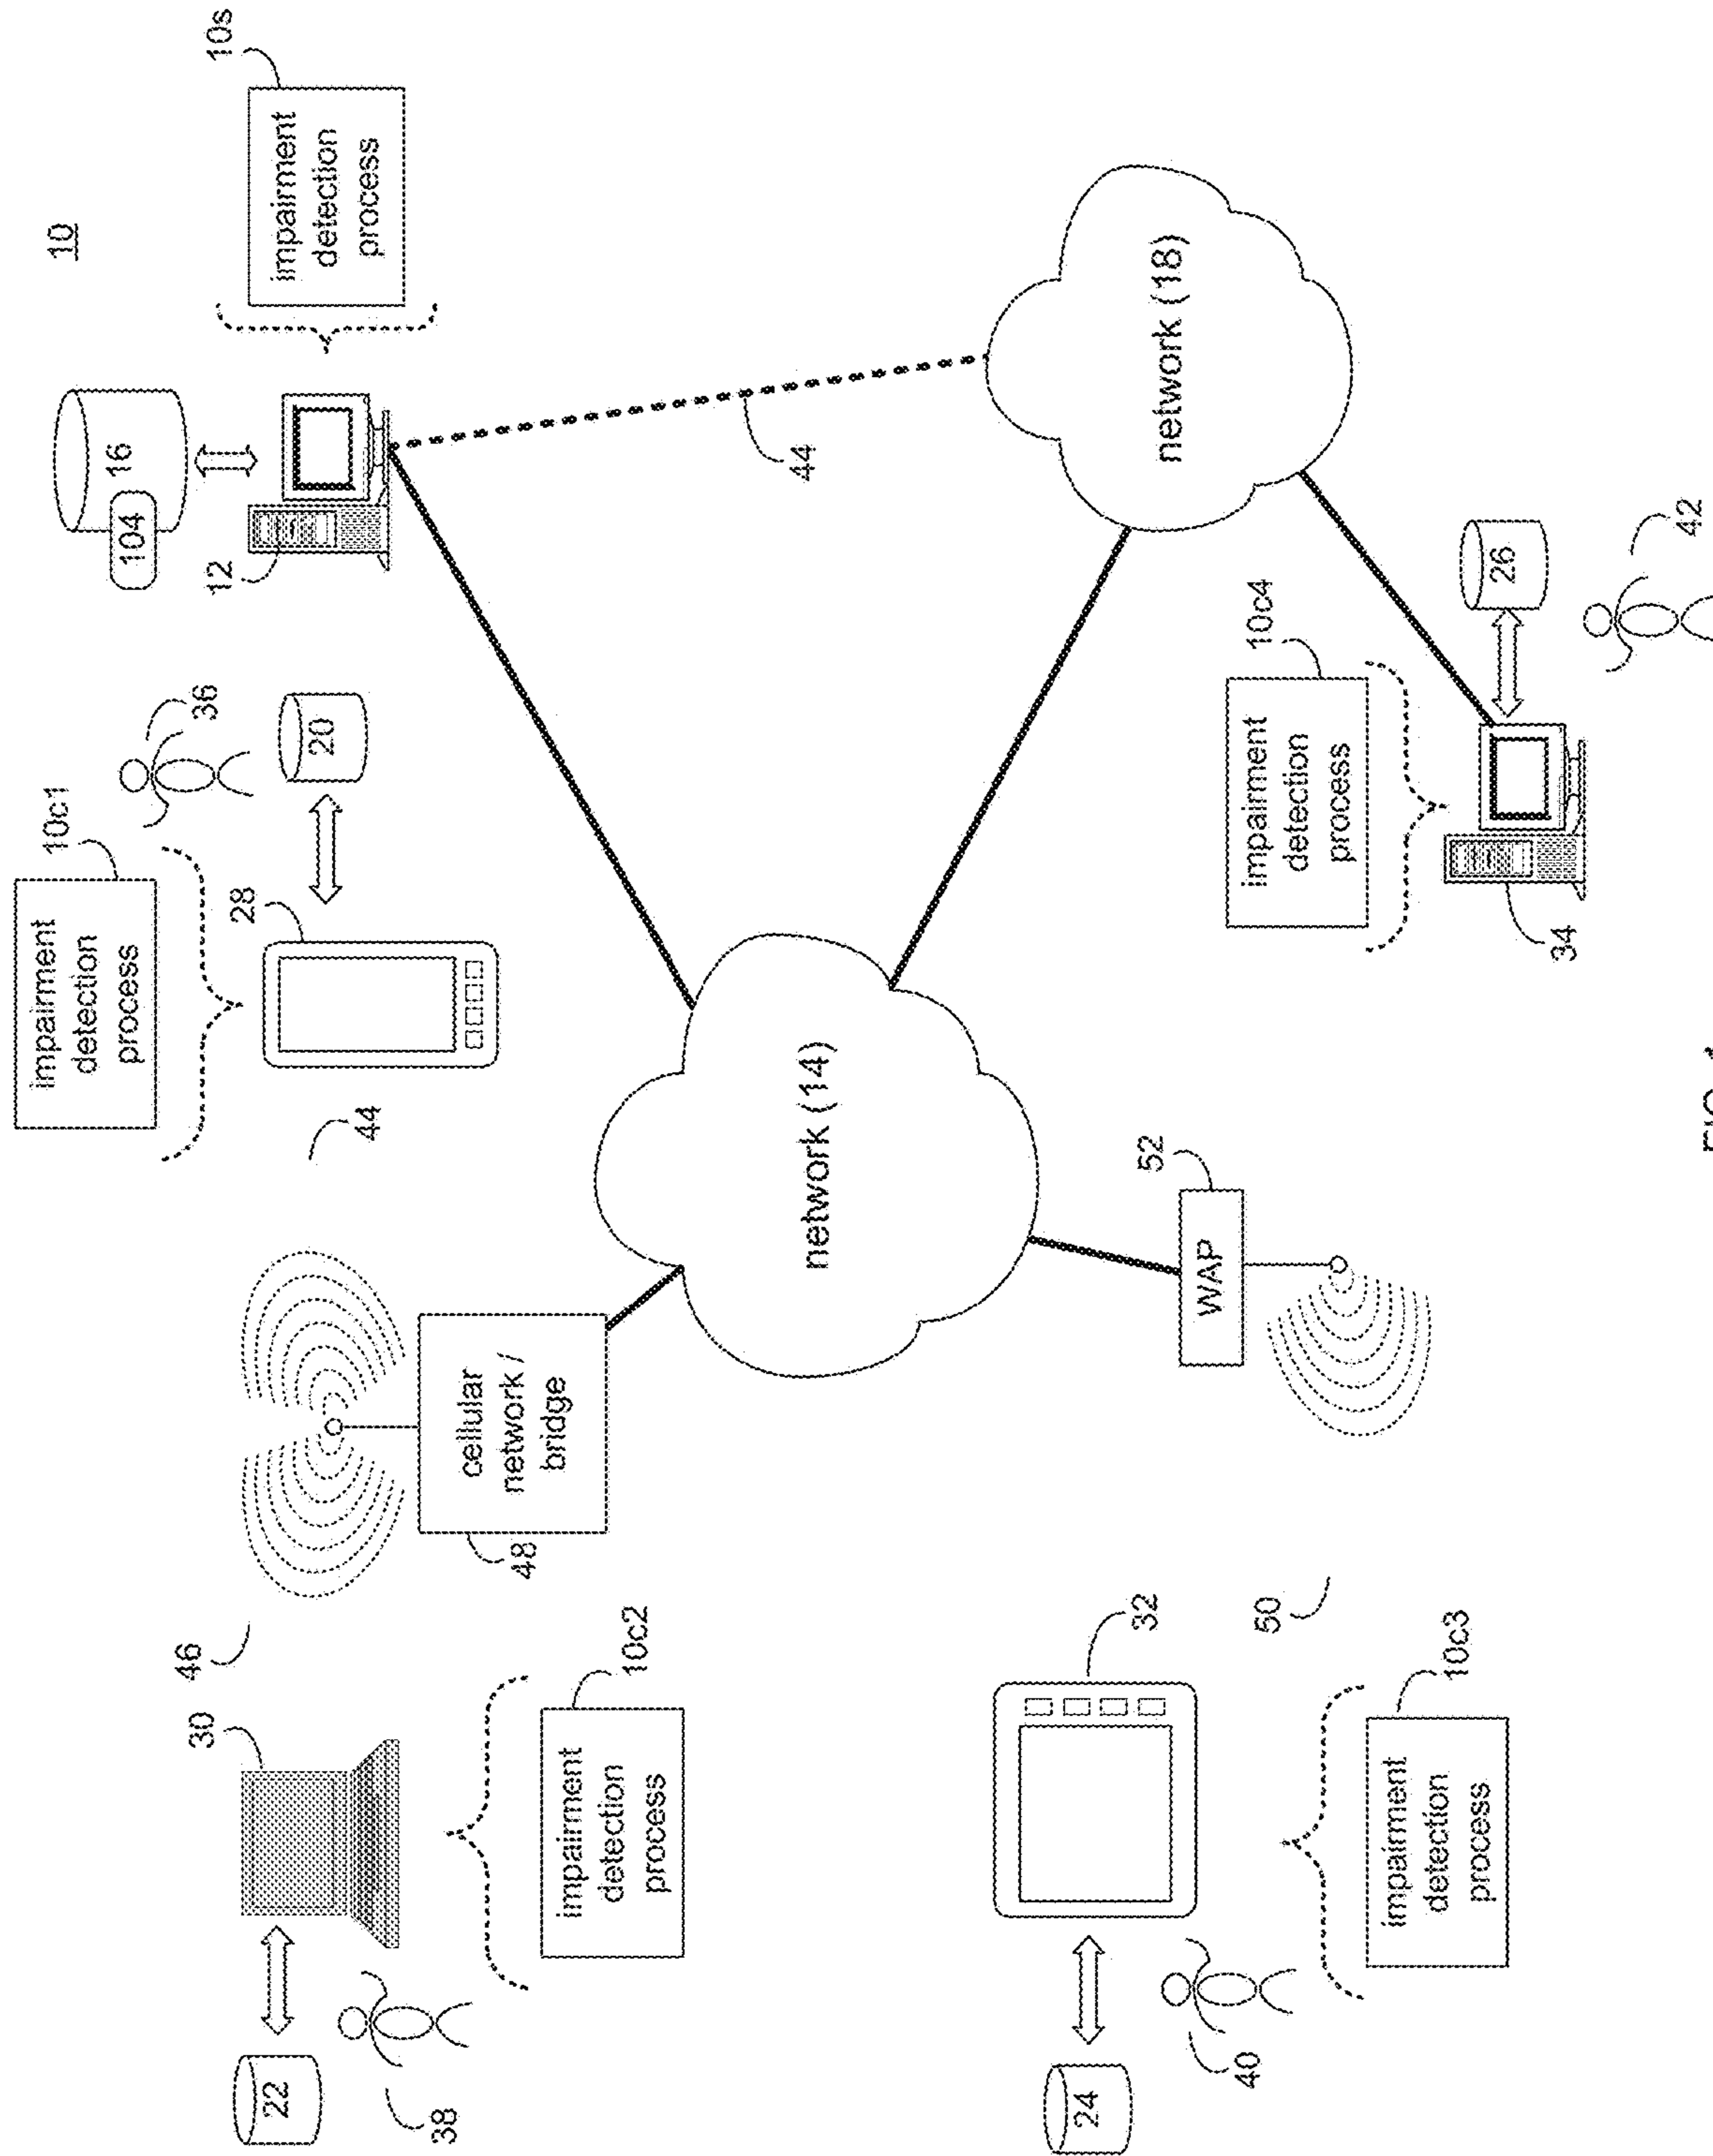 10
impairment
detection
process
10c1
impairment
detection
process
10s
22
30
46
44
28
36
20
104
16
12
38
48
cellular
network /
bridge
impairment
detection
process
10c2
44
network (14)
network (18)
24
32
40
52
WAP
50
impairment
detection
process
10c3
impairment
detection
process
10c4
34
26
42
FIG. 1